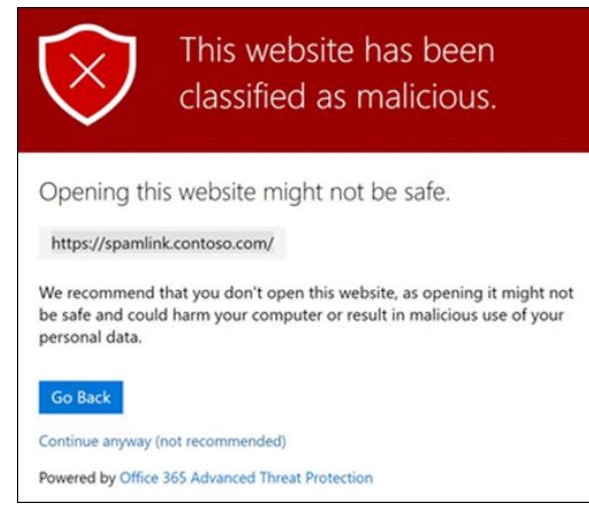 This website has been
classified as malicious.
Opening this website might not be safe.
https://spamlink.contoso.com/
We recommend that you don't open this website, as opening it might not
be safe and could harm your computer or result in malicious use of your
personal data.
Go Back
Continue anyway (not recommended)
Powered by Office 365 Advanced Threat Protection